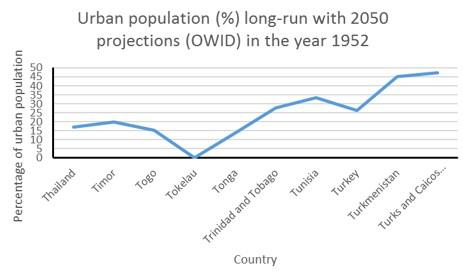 Urban population (%) long-run with 2050
projections (OWID) in the year 1952
Percentage of urban population
50
45
40
35
30
25
20
15
10
5
0
Thailand
Timor
Togo
Tokelau
Tonga
Trinidad and Tobago
Tunisia
Turkey
Turkmenistan
Turks and Caicos...
Country